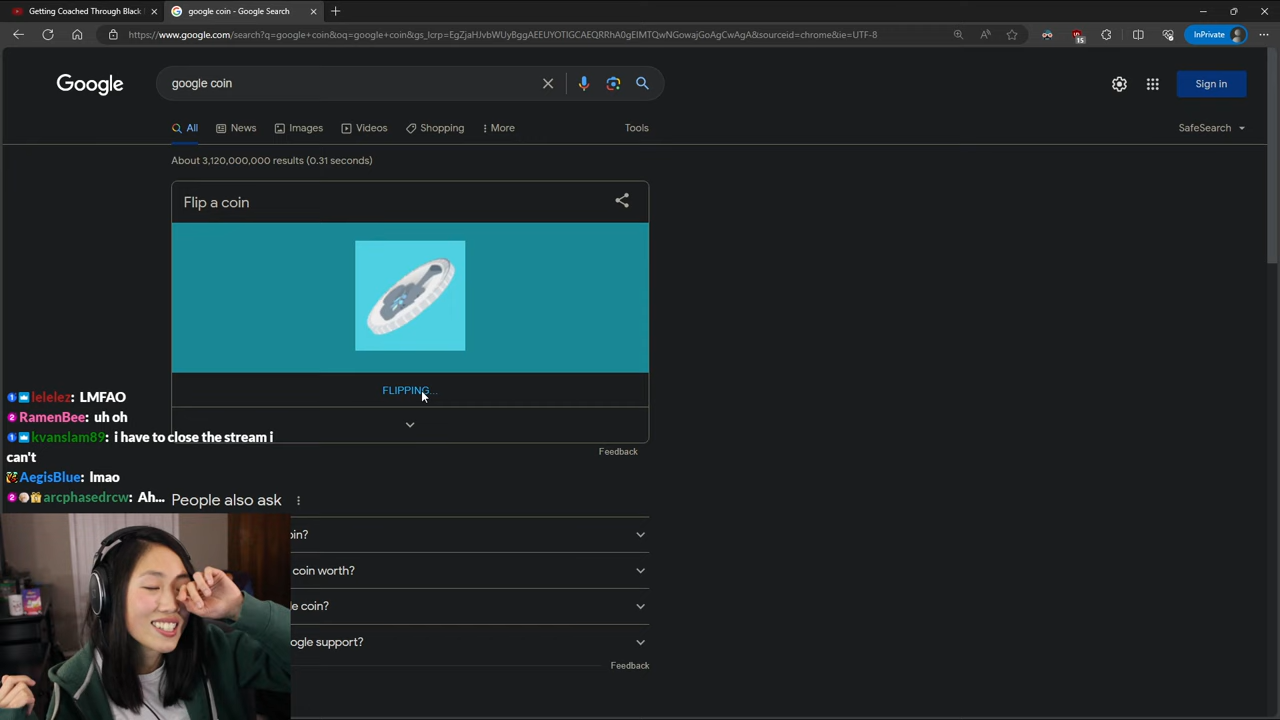 Getting Coached Through Black
google coin - Google Search
https://www.google.com/search?q=google+coin&oq=google+coin&gs_lcrp=EgZjaHJvbWUyBggAEEUYOTIGCAEQRRhA0gEIMTQwNGowajGoAgCwAgA&sourceid=chrome&ie=UTF-8
15
InPrivate
Google
google coin
Sign in
All
News
Images
Videos
Shopping
More
Tools
SafeSearch
About 3,120,000,000 results (0.31 seconds)
Flip a coin
FLIPPING...
Feedback
lelelez: LMFAO
RamenBee: uh oh
kvanslam89: i have to close the stream i
can't
AegisBlue: lmao
arcphasedrcw: Ah...
People also ask
coin worth?
coin?
ogle support?
Feedback